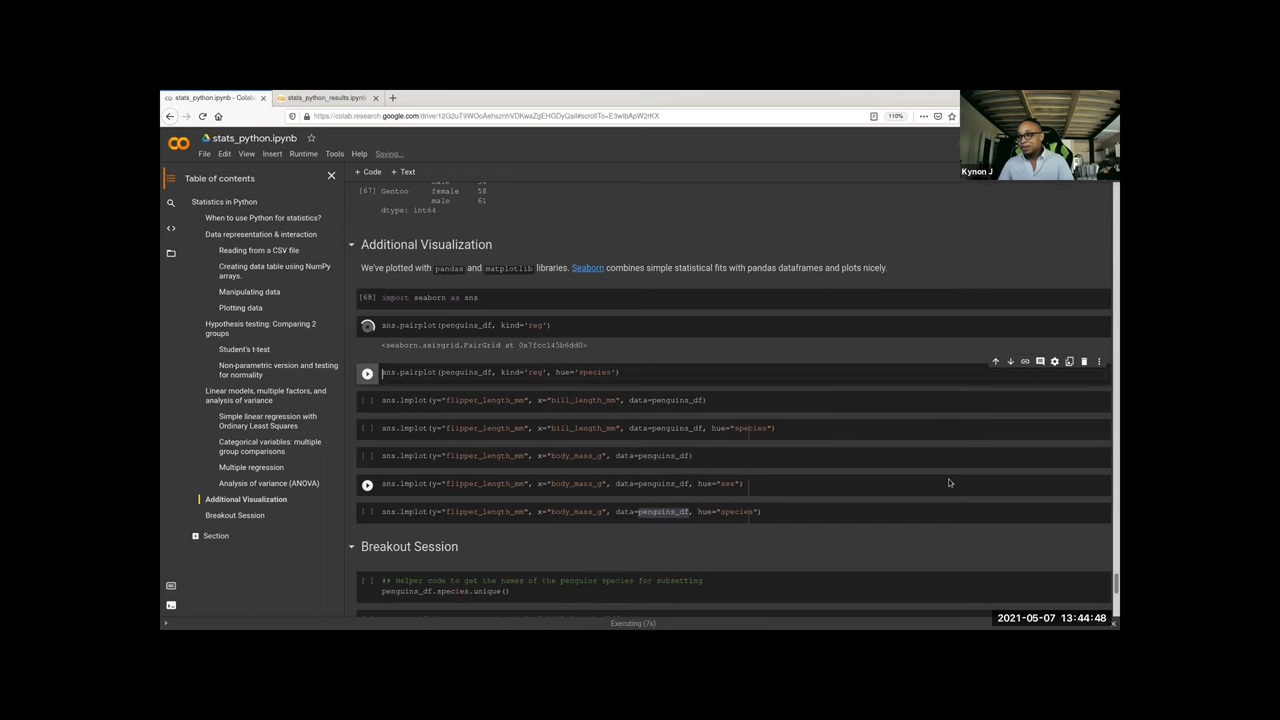 stats_python.ipynb - Colab
stats_python_results.ipynb
https://colab.research.google.com/drive/12G2uT9WOoAehsznhVDKwaZgEHGDyQail#scrollTo=E3wIbApW2rKX
110%
Kynon J
stats_python.ipynb
File Edit View Insert Runtime Tools Help Saving...
Table of contents
+ Code + Text
Statistics in Python
When to use Python for statistics?
Data representation & interaction
Reading from a CSV file
Creating data table using NumPy
arrays.
Manipulating data
Plotting data
Hypothesis testing: Comparing 2
groups
Student's t-test
Non-parametric version and testing
for normality
Linear models, multiple factors, and
analysis of variance
Simple linear regression with
Ordinary Least Squares
Categorical variables: multiple
group comparisons
Multiple regression
Analysis of variance (ANOVA)
Additional Visualization
Breakout Session
Section
[67] Gentoo female 58
male 61
dtype: int64
Additional Visualization
We've plotted with pandas and matplotlib libraries. Seaborn combines simple statistical fits with pandas dataframes and plots nicely.
[68] import seaborn as sns
sns.pairplot(penguins_df, kind='reg')
<seaborn.axisgrid.PairGrid at 0x7fcc145b6dd0>
sns.pairplot(penguins_df, kind='reg', hue='species')
[ ] sns.lmplot(y="flipper_length_mm", x="bill_length_mm", data=penguins_df)
[ ] sns.lmplot(y="flipper_length_mm", x="bill_length_mm", data=penguins_df, hue="species")
[ ] sns.lmplot(y="flipper_length_mm", x="body_mass_g", data=penguins_df)
sns.lmplot(y="flipper_length_mm", x="body_mass_g", data=penguins_df, hue="sex")
[ ] sns.lmplot(y="flipper_length_mm", x="body_mass_g", data=penguins_df, hue="species")
Breakout Session
[ ] ## Helper code to get the names of the penguins species for subsetting
penguins_df.species.unique()
Executing (7s)
2021-05-07 13:44:48